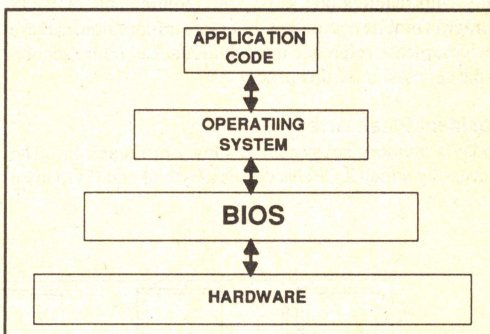 APPLICATION
CODE
OPERATIING
SYSTEM
BIOS
HARDWARE